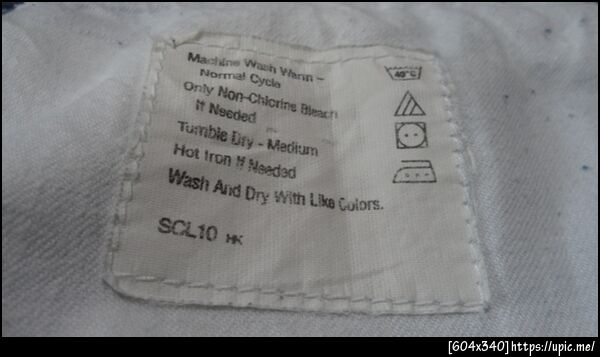 Machine Wash Warm –
Normal Cycle
40°C
Only Non-Chlorine Bleach
If Needed
Tumble Dry - Medium
Hot Iron If Needed
Wash And Dry With Like Colors.
SCL10 HK
[604x340]https://upic.me/